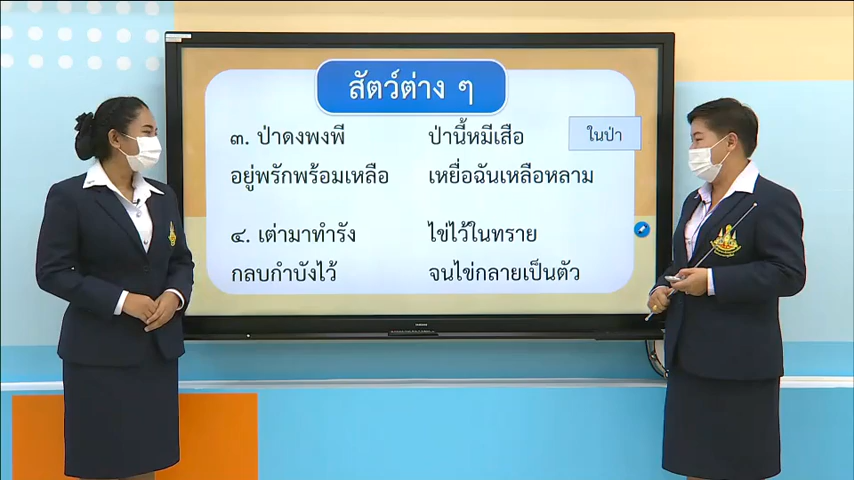 สัตว์ต่าง ๆ
๓. ป่าดงพงพี ป่านี้หมีเสือ
ในป่า
อยู่พรักพร้อมเหลือ เหยื่อฉันเหลือหลาม
๔. เต่ามาทำรัง ไข่ไว้ในทราย
กลบกำบังไว้ จนไข่กลายเป็นตัว